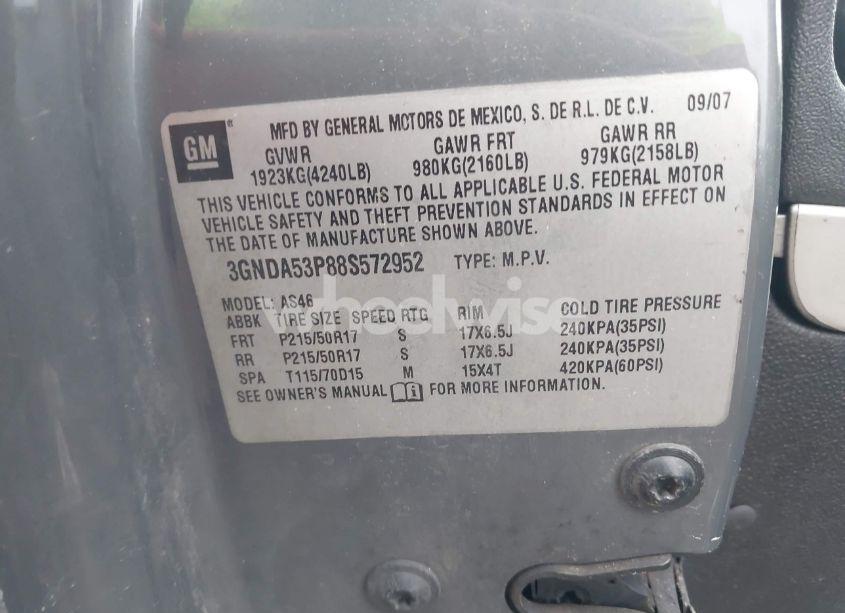 GM®
MFD BY GENERAL MOTORS DE MEXICO, S. DE R.L. DE C.V. 09/07
GVWR GAWR FRT GAWR RR
1923KG(4240LB) 980KG(2160LB) 979KG(2158LB)
THIS VEHICLE CONFORMS TO ALL APPLICABLE U.S. FEDERAL MOTOR
VEHICLE SAFETY AND THEFT PREVENTION STANDARDS IN EFFECT ON
THE DATE OF MANUFACTURE SHOWN ABOVE.
3GNDA53P88S572952 TYPE: M.P.V.
MODEL: AS46
ABBK TIRE SIZE SPEED RTG RIM COLD TIRE PRESSURE
FRT P215/50R17 S 17X6.5J 240KPA(35PSI)
RR P215/50R17 S 17X6.5J 240KPA(35PSI)
SPA T115/70D15 M 15X4T 420KPA(60PSI)
SEE OWNER'S MANUAL i FOR MORE INFORMATION.
wheelwise